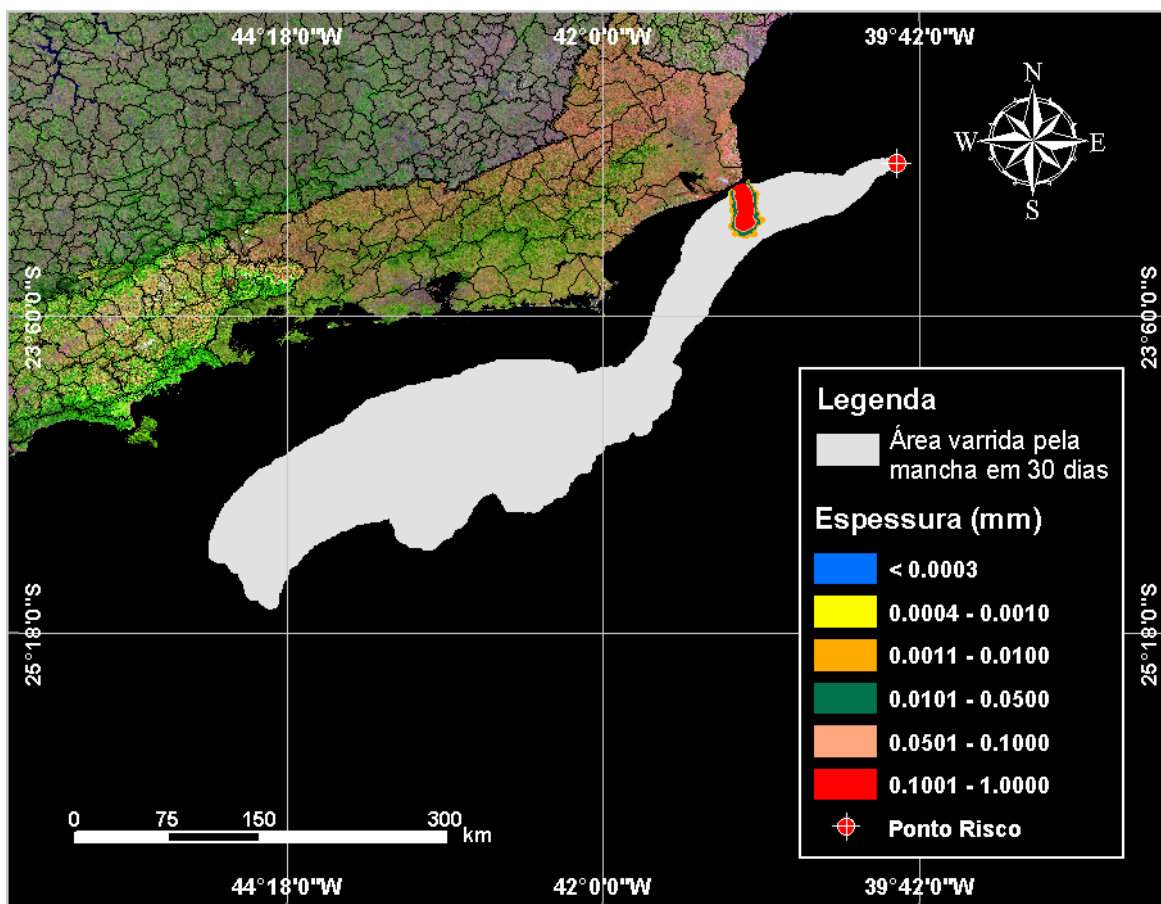 44°18'0"W 42°0'0"W 39°42'0"W
N
W E
S
23°60'0"S 23°60'0"S
Legenda
Área varrida pela
mancha em 30 dias
Espessura (mm)
< 0.0003
0.0004 - 0.0010
0.0011 - 0.0100
0.0101 - 0.0500
0.0501 - 0.1000
0.1001 - 1.0000
Ponto Risco
25°18'0"S 25°18'0"S
0 75 150 300
km
44°18'0"W 42°0'0"W 39°42'0"W